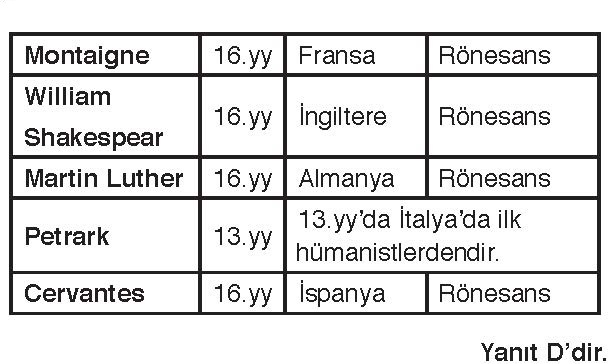 Montaigne 16.yy Fransa Rönesans
William
Shakespear 16.yy İngiltere Rönesans
Martin Luther 16.yy Almanya Rönesans
Petrark 13.yy 13.yy’da İtalya’da ilk
hümanistlerdendir.
Cervantes 16.yy İspanya Rönesans
Yanıt D’dir.